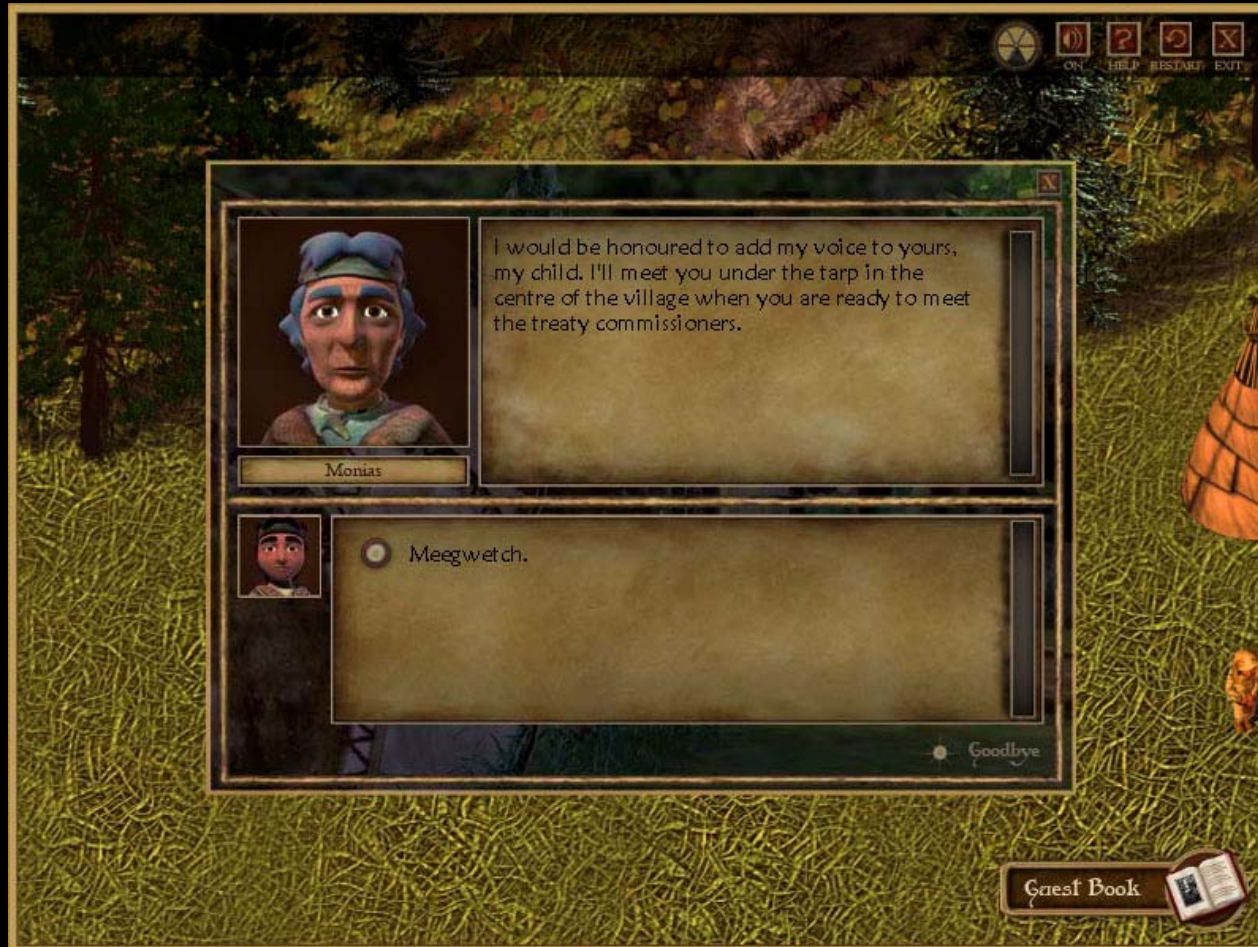 ON HELP RESTART EXIT
X
I would be honoured to add my voice to yours,
my child. I'll meet you under the tarp in the
centre of the village when you are ready to meet
the treaty commissioners.
Monias
Meegwetch.
Goodbye
Guest Book